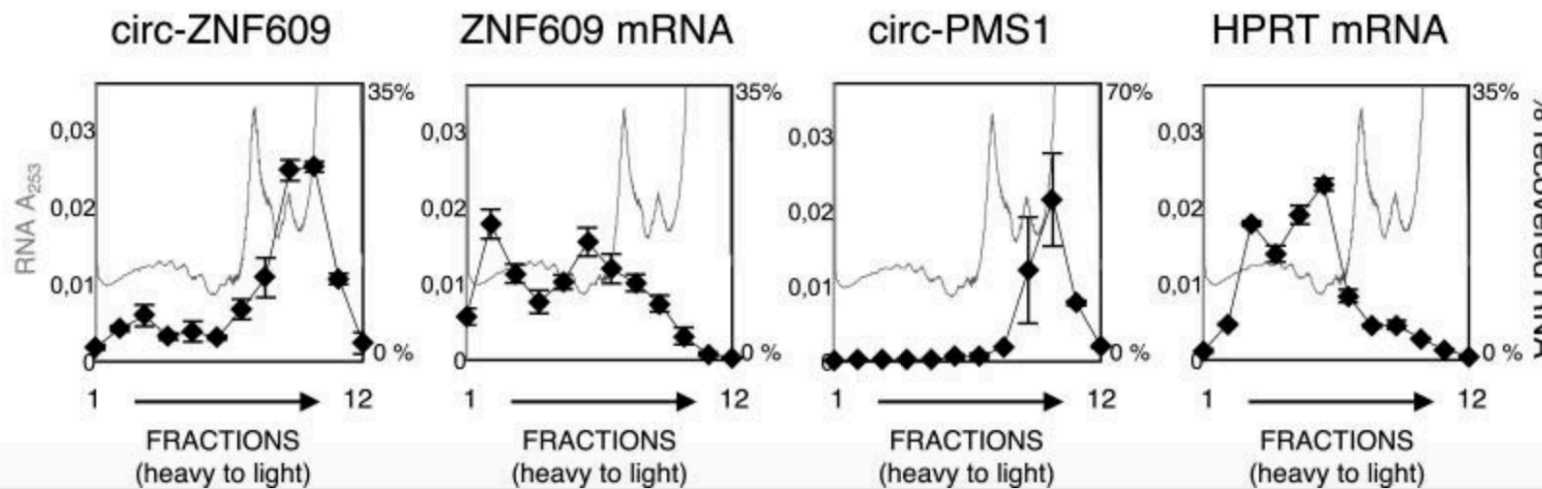 circ-ZNF609
ZNF609 mRNA
circ-PMS1
HPRT mRNA
RNA A253
0,03
0,02
0,01
0
35%
0 %
1
12
FRACTIONS
(heavy to light)
0,03
0,02
0,01
0
35%
0 %
1
12
FRACTIONS
(heavy to light)
0,03
0,02
0,01
0
70%
0 %
1
12
FRACTIONS
(heavy to light)
0,03
0,02
0,01
0
35%
0 %
1
12
FRACTIONS
(heavy to light)
% recovered RNA